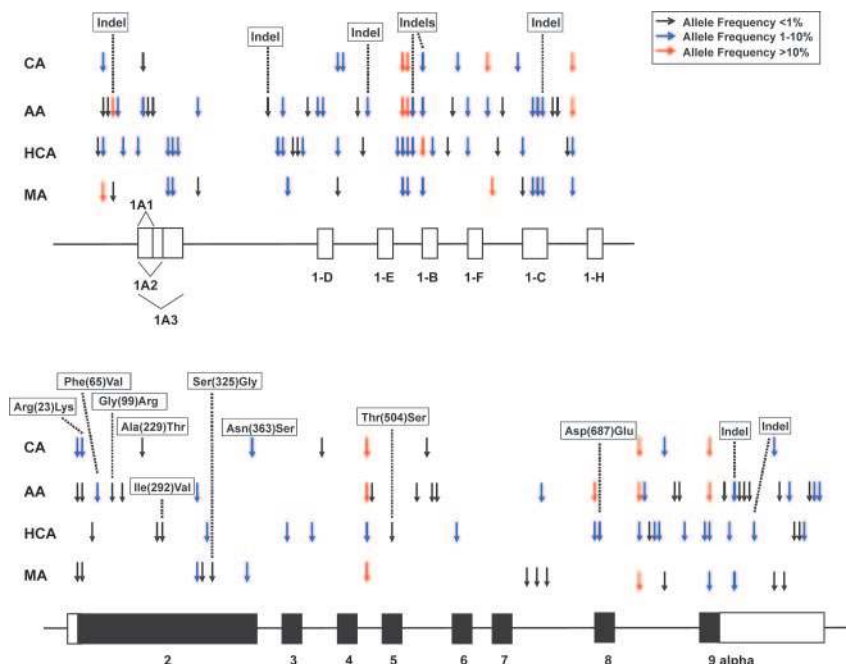 Allele Frequency <1%
Allele Frequency 1-10%
Allele Frequency >10%
Indel
Indel
Indel
Indels
Indel
CA
AA
HCA
MA
1A1
1A2
1A3
1-D
1-E
1-B
1-F
1-C
1-H
Phe(65)Val
Ser(325)Gly
Arg(23)Lys
Gly(99)Arg
Thr(504)Ser
Ala(229)Thr
Asn(363)Ser
Asp(687)Glu
Indel
Indel
CA
Ile(292)Val
AA
HCA
MA
2
3
4
5
6
7
8
9 alpha